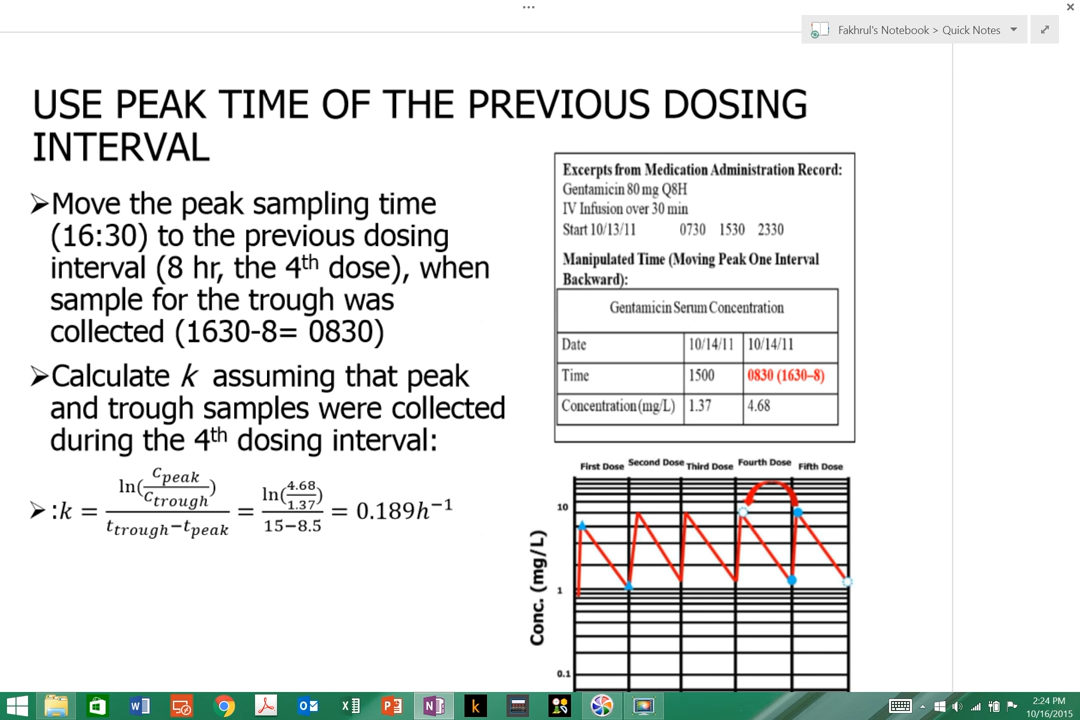 Fakhrul's Notebook > Quick Notes
USE PEAK TIME OF THE PREVIOUS DOSING
INTERVAL
➢Move the peak sampling time
(16:30) to the previous dosing
interval (8 hr, the 4th dose), when
sample for the trough was
collected (1630-8= 0830)
➢Calculate k assuming that peak
and trough samples were collected
during the 4th dosing interval:
➢:k = ln(Cpeak/Ctrough) / ttrough−tpeak = ln(4.68/1.37) / 15−8.5 = 0.189h−1
Excerpts from Medication Administration Record:
Gentamicin 80 mg Q8H
IV Infusion over 30 min
Start 10/13/11 0730 1530 2330
Manipulated Time (Moving Peak One Interval
Backward):
Gentamicin Serum Concentration
Date 10/14/11 10/14/11
Time 1500 0830 (1630–8)
Concentration(mg/L) 1.37 4.68
First Dose Second Dose Third Dose Fourth Dose Fifth Dose
Conc. (mg/L)
10
1
0.1
2:24 PM
10/16/2015